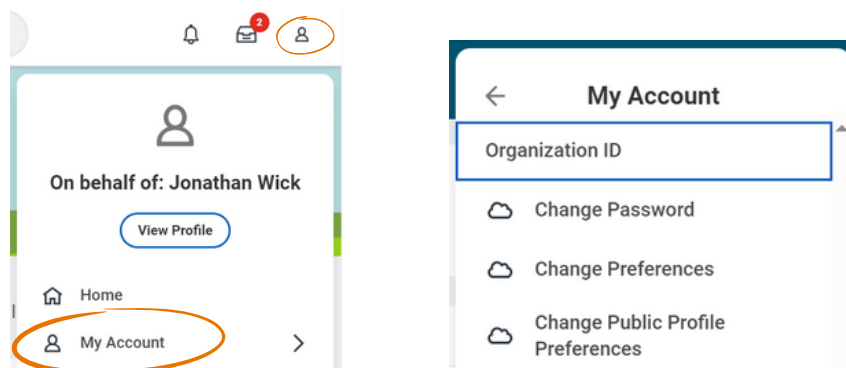 2
On behalf of: Jonathan Wick
View Profile
Home
My Account
My Account
Organization ID
Change Password
Change Preferences
Change Public Profile
Preferences